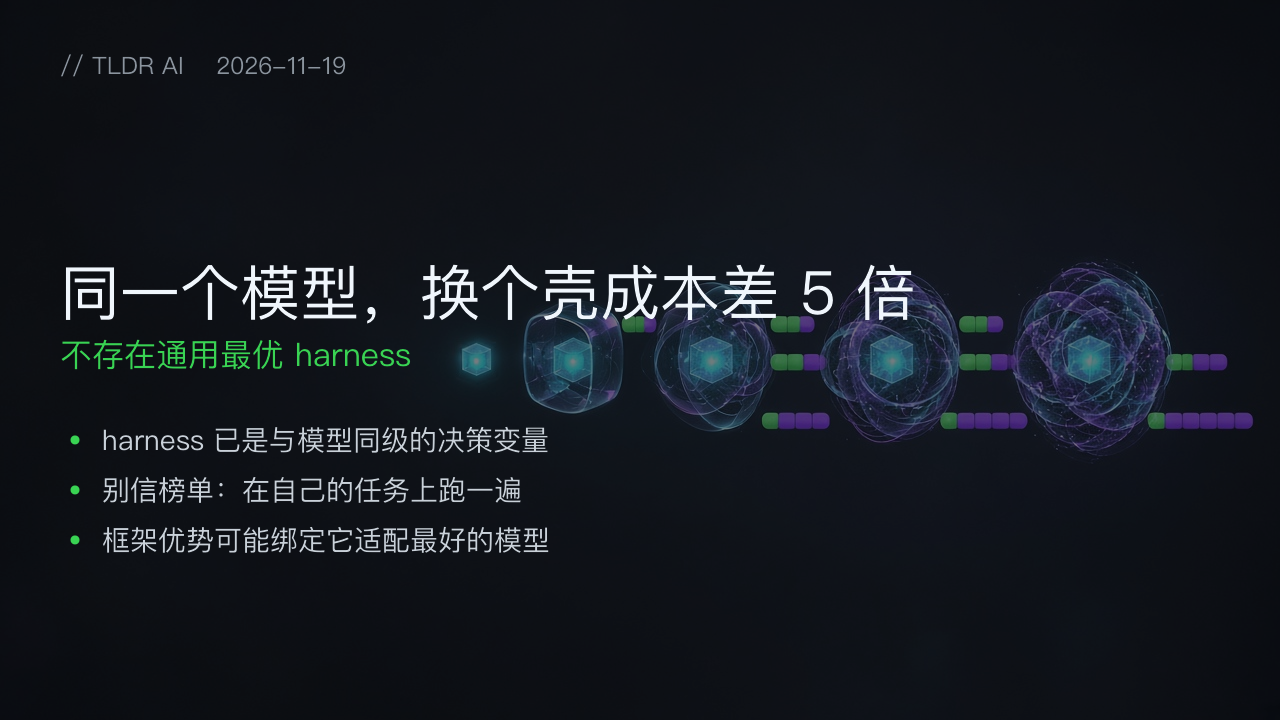 // TLDR AI 2026-11-19
同一个模型，换个壳成本差 5 倍
不存在通用最优 harness
• harness 已是与模型同级的决策变量
• 别信榜单：在自己的任务上跑一遍
• 框架优势可能绑定它适配最好的模型